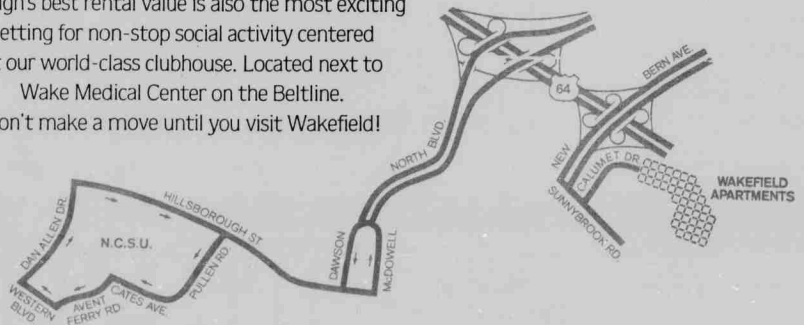 best rental value is also the most exciting
etting for non-stop social activity centered
our world-class clubhouse. Located next to
Wake Medical Center on the Beltline.
on't make a move until you visit Wakefield!
NORTH BLVD.
64
BERN AVE.
NEW
CALUMET DR.
SUNNYBROOK RD.
WAKEFIELD
APARTMENTS
HILLSBOROUGH ST.
DAN ALLEN DR.
N.C.S.U.
PULLEN RD.
DAWSON
McDOWELL
WESTERN
BLVD
AVENT
FERRY RD.
CATES AVE.